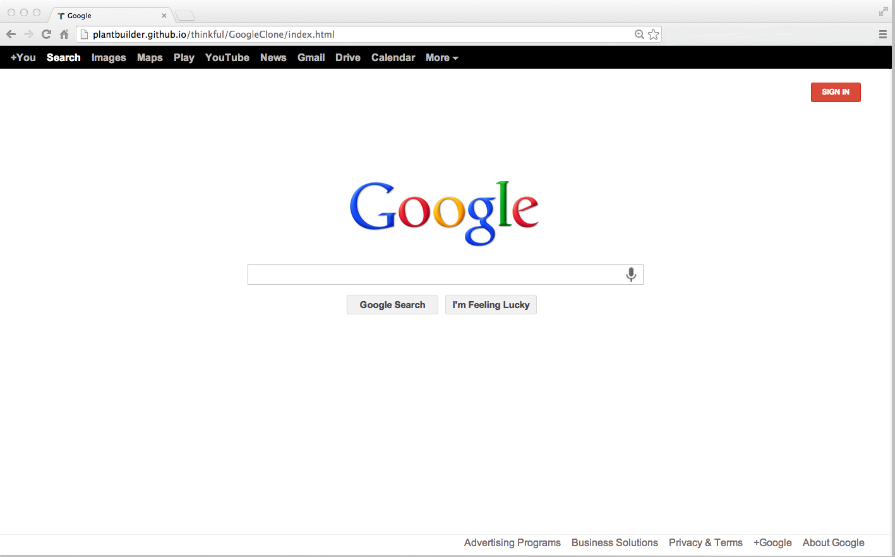 Google
plantbuilder.github.io/thinkful/GoogleClone/index.html
+You Search Images Maps Play YouTube News Gmail Drive Calendar More
SIGN IN
Google
Google Search I'm Feeling Lucky
Advertising Programs Business Solutions Privacy & Terms +Google About Google